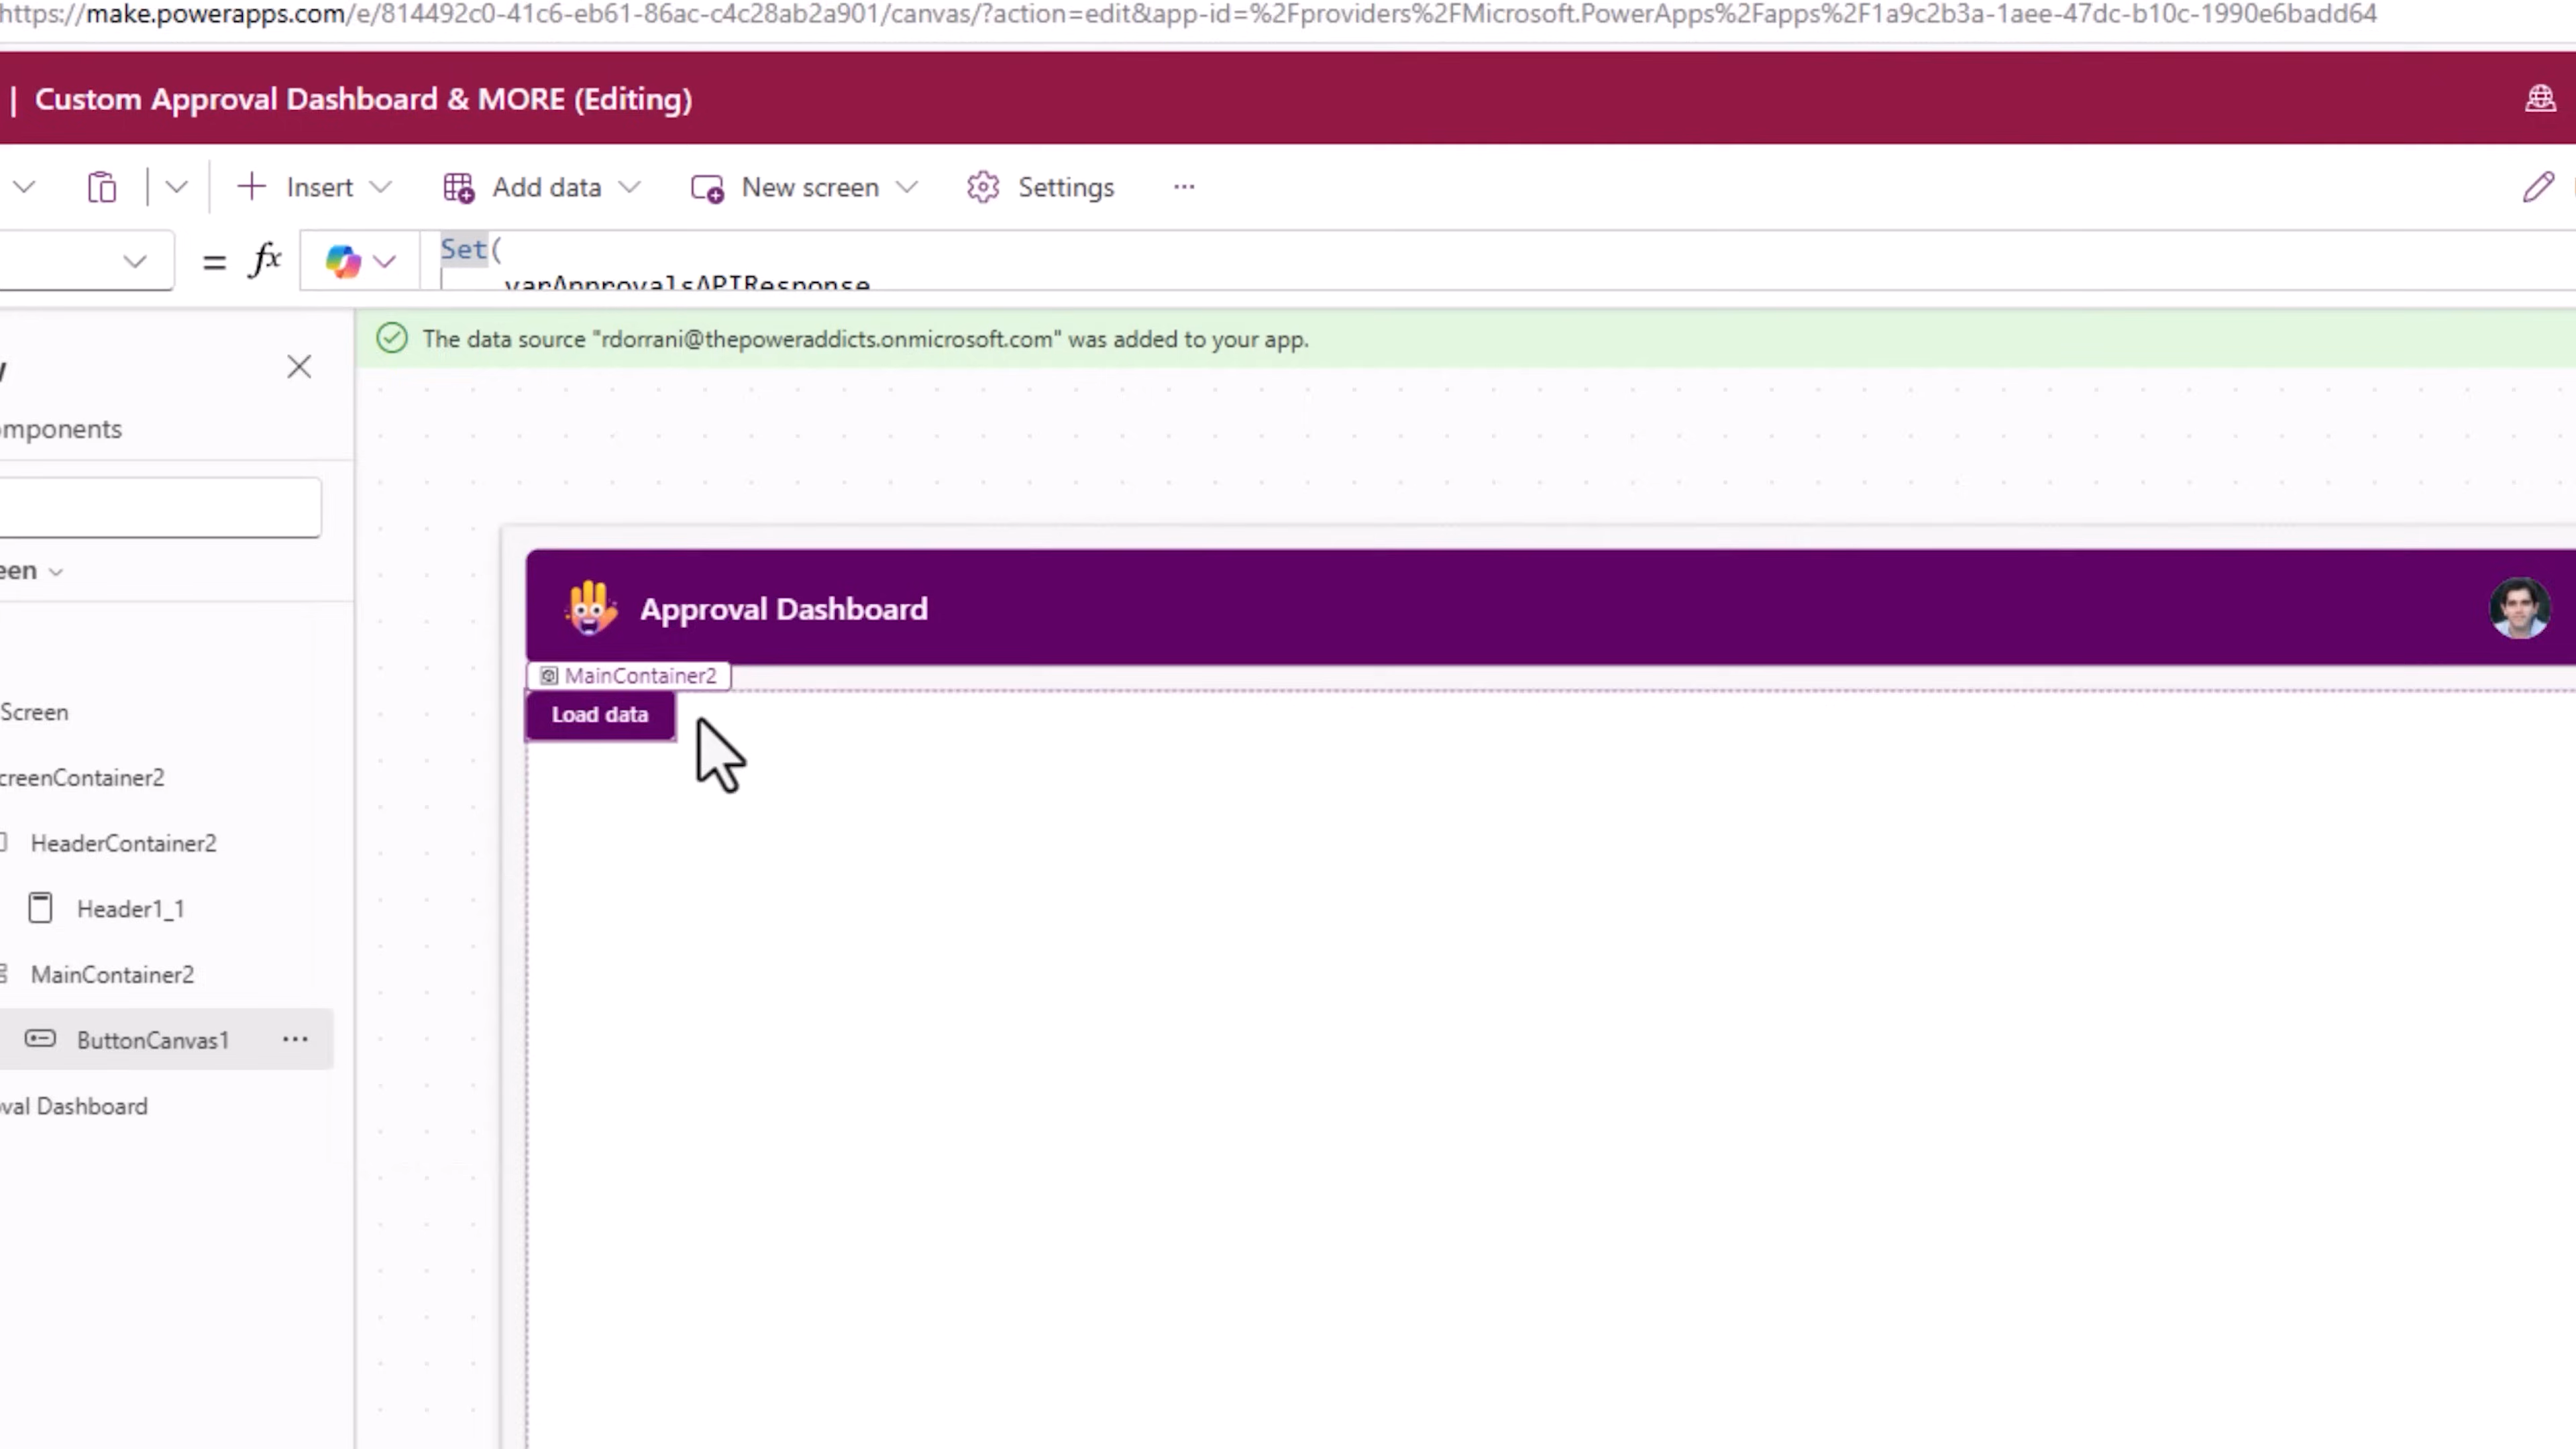 https://make.powerapps.com/e/814492c0-41c6-eb61-86ac-c4c28ab2a901/canvas/?action=edit&app-id=%2Fproviders%2FMicrosoft.PowerApps%2Fapps%2F1a9c2b3a-1aee-47dc-b10c-1990e6badd64
| Custom Approval Dashboard & MORE (Editing)
Insert Add data New screen Settings ...
= fx Set(
varApprovalsAPIResponse
The data source "rdorrani@thepoweraddicts.onmicrosoft.com" was added to your app.
omponents
een
Approval Dashboard
MainContainer2
Load data
Screen
creenContainer2
HeaderContainer2
Header1_1
MainContainer2
ButtonCanvas1 ...
val Dashboard